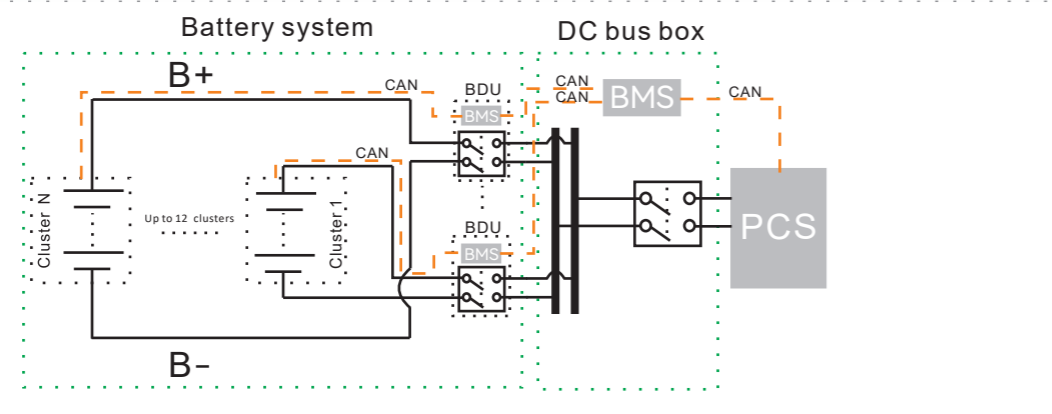 Battery system
DC bus box
B+
CAN
BDU
BMS
CAN
CAN
BMS
CAN
CAN
Cluster N
Up to 12 clusters
Cluster 1
BDU
BMS
PCS
B-